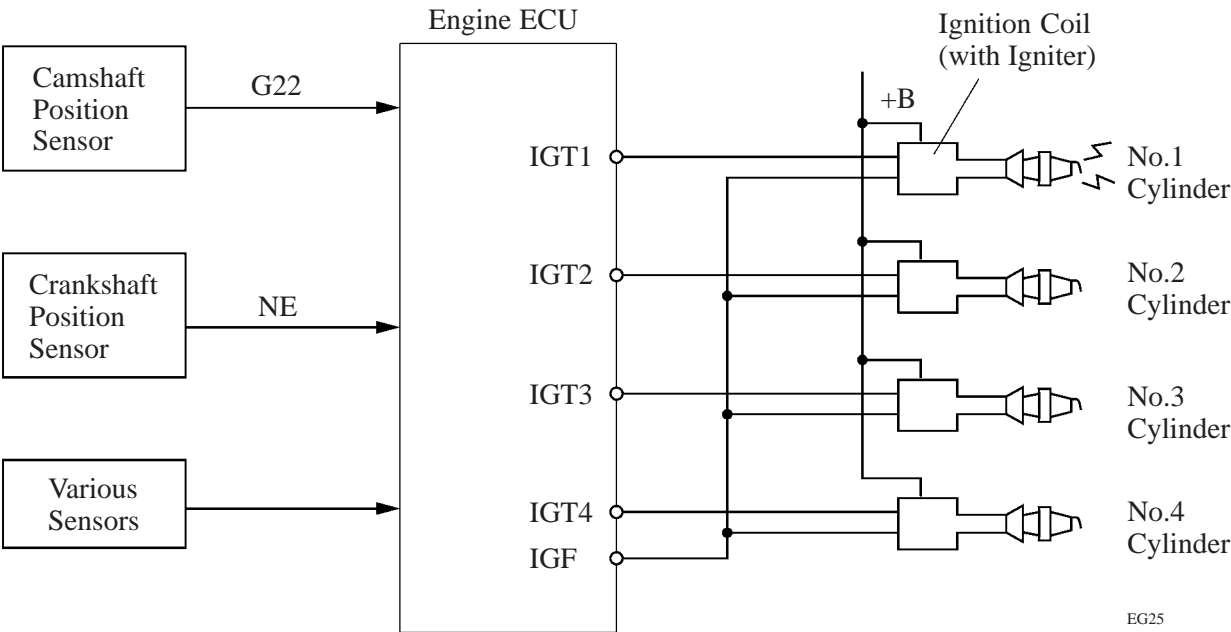 Engine ECU
Ignition Coil
(with Igniter)
Camshaft
Position
Sensor
G22
+B
IGT1
No.1
Cylinder
Crankshaft
Position
Sensor
NE
IGT2
No.2
Cylinder
IGT3
No.3
Cylinder
Various
Sensors
IGT4
No.4
Cylinder
IGF
EG25